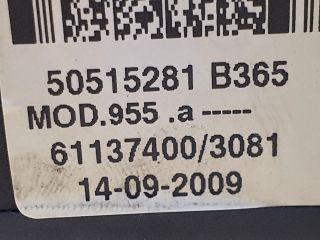 50515281 B365
MOD.955 .a -----
61137400/3081
14-09-2009